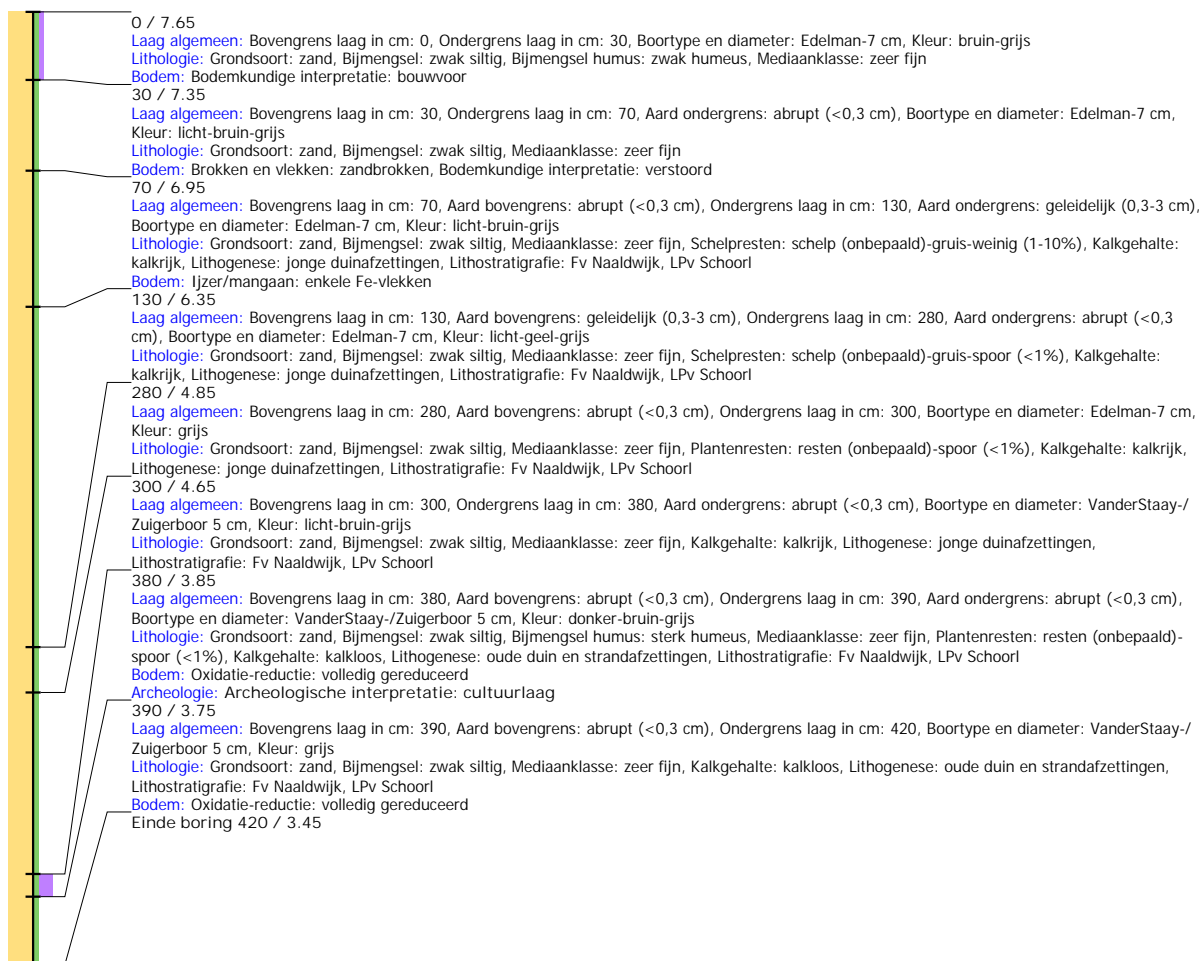 0 / 7.65
Laag algemeen: Bovengrens laag in cm: 0, Ondergrens laag in cm: 30, Boortype en diameter: Edelman-7 cm, Kleur: bruin-grijs
Lithologie: Grondsoort: zand, Bijmengsel: zwak siltig, Bijmengsel humus: zwak humeus, Mediaanklasse: zeer fijn
Bodem: Bodemkundige interpretatie: bouwvoor
30 / 7.35
Laag algemeen: Bovengrens laag in cm: 30, Ondergrens laag in cm: 70, Aard ondergrens: abrupt (<0,3 cm), Boortype en diameter: Edelman-7 cm,
Kleur: licht-bruin-grijs
Lithologie: Grondsoort: zand, Bijmengsel: zwak siltig, Mediaanklasse: zeer fijn
Bodem: Brokken en vlekken: zandbrokken, Bodemkundige interpretatie: verstoord
70 / 6.95
Laag algemeen: Bovengrens laag in cm: 70, Aard bovengrens: abrupt (<0,3 cm), Ondergrens laag in cm: 130, Aard ondergrens: geleidelijk (0,3-3 cm),
Boortype en diameter: Edelman-7 cm, Kleur: licht-bruin-grijs
Lithologie: Grondsoort: zand, Bijmengsel: zwak siltig, Mediaanklasse: zeer fijn, Schelpresten: schelp (onbepaald)-gruis-weinig (1-10%), Kalkgehalte:
kalkrijk, Lithogenese: jonge duinafzettingen, Lithostratigrafie: Fv Naaldwijk, LPv Schoorl
Bodem: Ijzer/mangaan: enkele Fe-vlekken
130 / 6.35
Laag algemeen: Bovengrens laag in cm: 130, Aard bovengrens: geleidelijk (0,3-3 cm), Ondergrens laag in cm: 280, Aard ondergrens: abrupt (<0,3
cm), Boortype en diameter: Edelman-7 cm, Kleur: licht-geel-grijs
Lithologie: Grondsoort: zand, Bijmengsel: zwak siltig, Mediaanklasse: zeer fijn, Schelpresten: schelp (onbepaald)-gruis-spoor (<1%), Kalkgehalte:
kalkrijk, Lithogenese: jonge duinafzettingen, Lithostratigrafie: Fv Naaldwijk, LPv Schoorl
280 / 4.85
Laag algemeen: Bovengrens laag in cm: 280, Aard bovengrens: abrupt (<0,3 cm), Ondergrens laag in cm: 300, Boortype en diameter: Edelman-7 cm,
Kleur: grijs
Lithologie: Grondsoort: zand, Bijmengsel: zwak siltig, Mediaanklasse: zeer fijn, Plantenresten: resten (onbepaald)-spoor (<1%), Kalkgehalte: kalkrijk,
Lithogenese: jonge duinafzettingen, Lithostratigrafie: Fv Naaldwijk, LPv Schoorl
300 / 4.65
Laag algemeen: Bovengrens laag in cm: 300, Ondergrens laag in cm: 380, Aard ondergrens: abrupt (<0,3 cm), Boortype en diameter: VanderStaay-/
Zuigerboor 5 cm, Kleur: licht-bruin-grijs
Lithologie: Grondsoort: zand, Bijmengsel: zwak siltig, Mediaanklasse: zeer fijn, Kalkgehalte: kalkrijk, Lithogenese: jonge duinafzettingen,
Lithostratigrafie: Fv Naaldwijk, LPv Schoorl
380 / 3.85
Laag algemeen: Bovengrens laag in cm: 380, Aard bovengrens: abrupt (<0,3 cm), Ondergrens laag in cm: 390, Aard ondergrens: abrupt (<0,3 cm),
Boortype en diameter: VanderStaay-/Zuigerboor 5 cm, Kleur: donker-bruin-grijs
Lithologie: Grondsoort: zand, Bijmengsel: zwak siltig, Bijmengsel humus: sterk humeus, Mediaanklasse: zeer fijn, Plantenresten: resten (onbepaald)-
spoor (<1%), Kalkgehalte: kalkloos, Lithogenese: oude duin en strandafzettingen, Lithostratigrafie: Fv Naaldwijk, LPv Schoorl
Bodem: Oxidatie-reductie: volledig gereduceerd
Archeologie: Archeologische interpretatie: cultuurlaag
390 / 3.75
Laag algemeen: Bovengrens laag in cm: 390, Aard bovengrens: abrupt (<0,3 cm), Ondergrens laag in cm: 420, Boortype en diameter: VanderStaay-/
Zuigerboor 5 cm, Kleur: grijs
Lithologie: Grondsoort: zand, Bijmengsel: zwak siltig, Mediaanklasse: zeer fijn, Kalkgehalte: kalkloos, Lithogenese: oude duin en strandafzettingen,
Lithostratigrafie: Fv Naaldwijk, LPv Schoorl
Bodem: Oxidatie-reductie: volledig gereduceerd
Einde boring 420 / 3.45